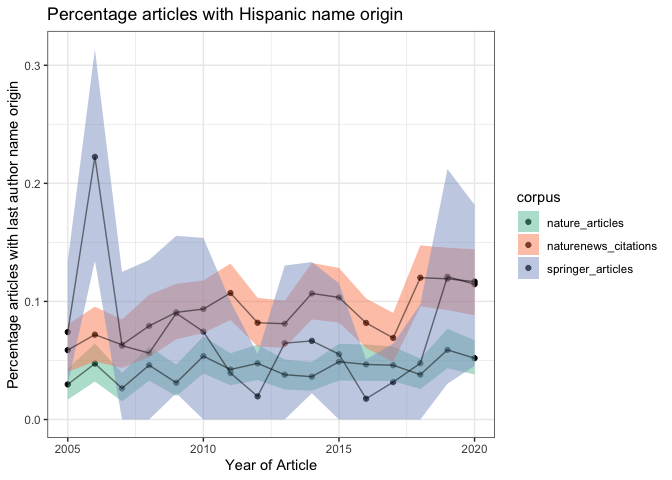 Percentage articles with Hispanic name origin
Percentage articles with last author name origin
0.3
0.2
0.1
0.0
2005
2010
2015
2020
Year of Article
corpus
nature_articles
naturenews_citations
springer_articles